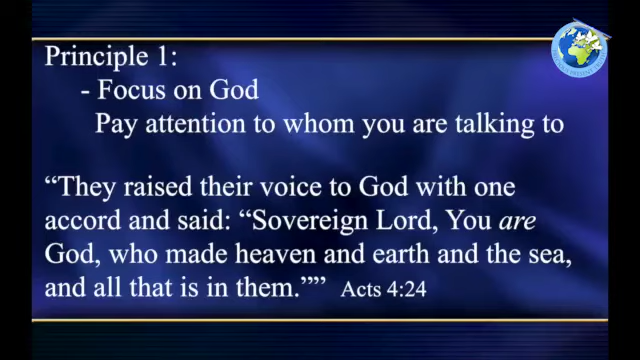 Principle 1:
- Focus on God
Pay attention to whom you are talking to
“They raised their voice to God with one
accord and said: “Sovereign Lord, You are
God, who made heaven and earth and the sea,
and all that is in them.”” Acts 4:24